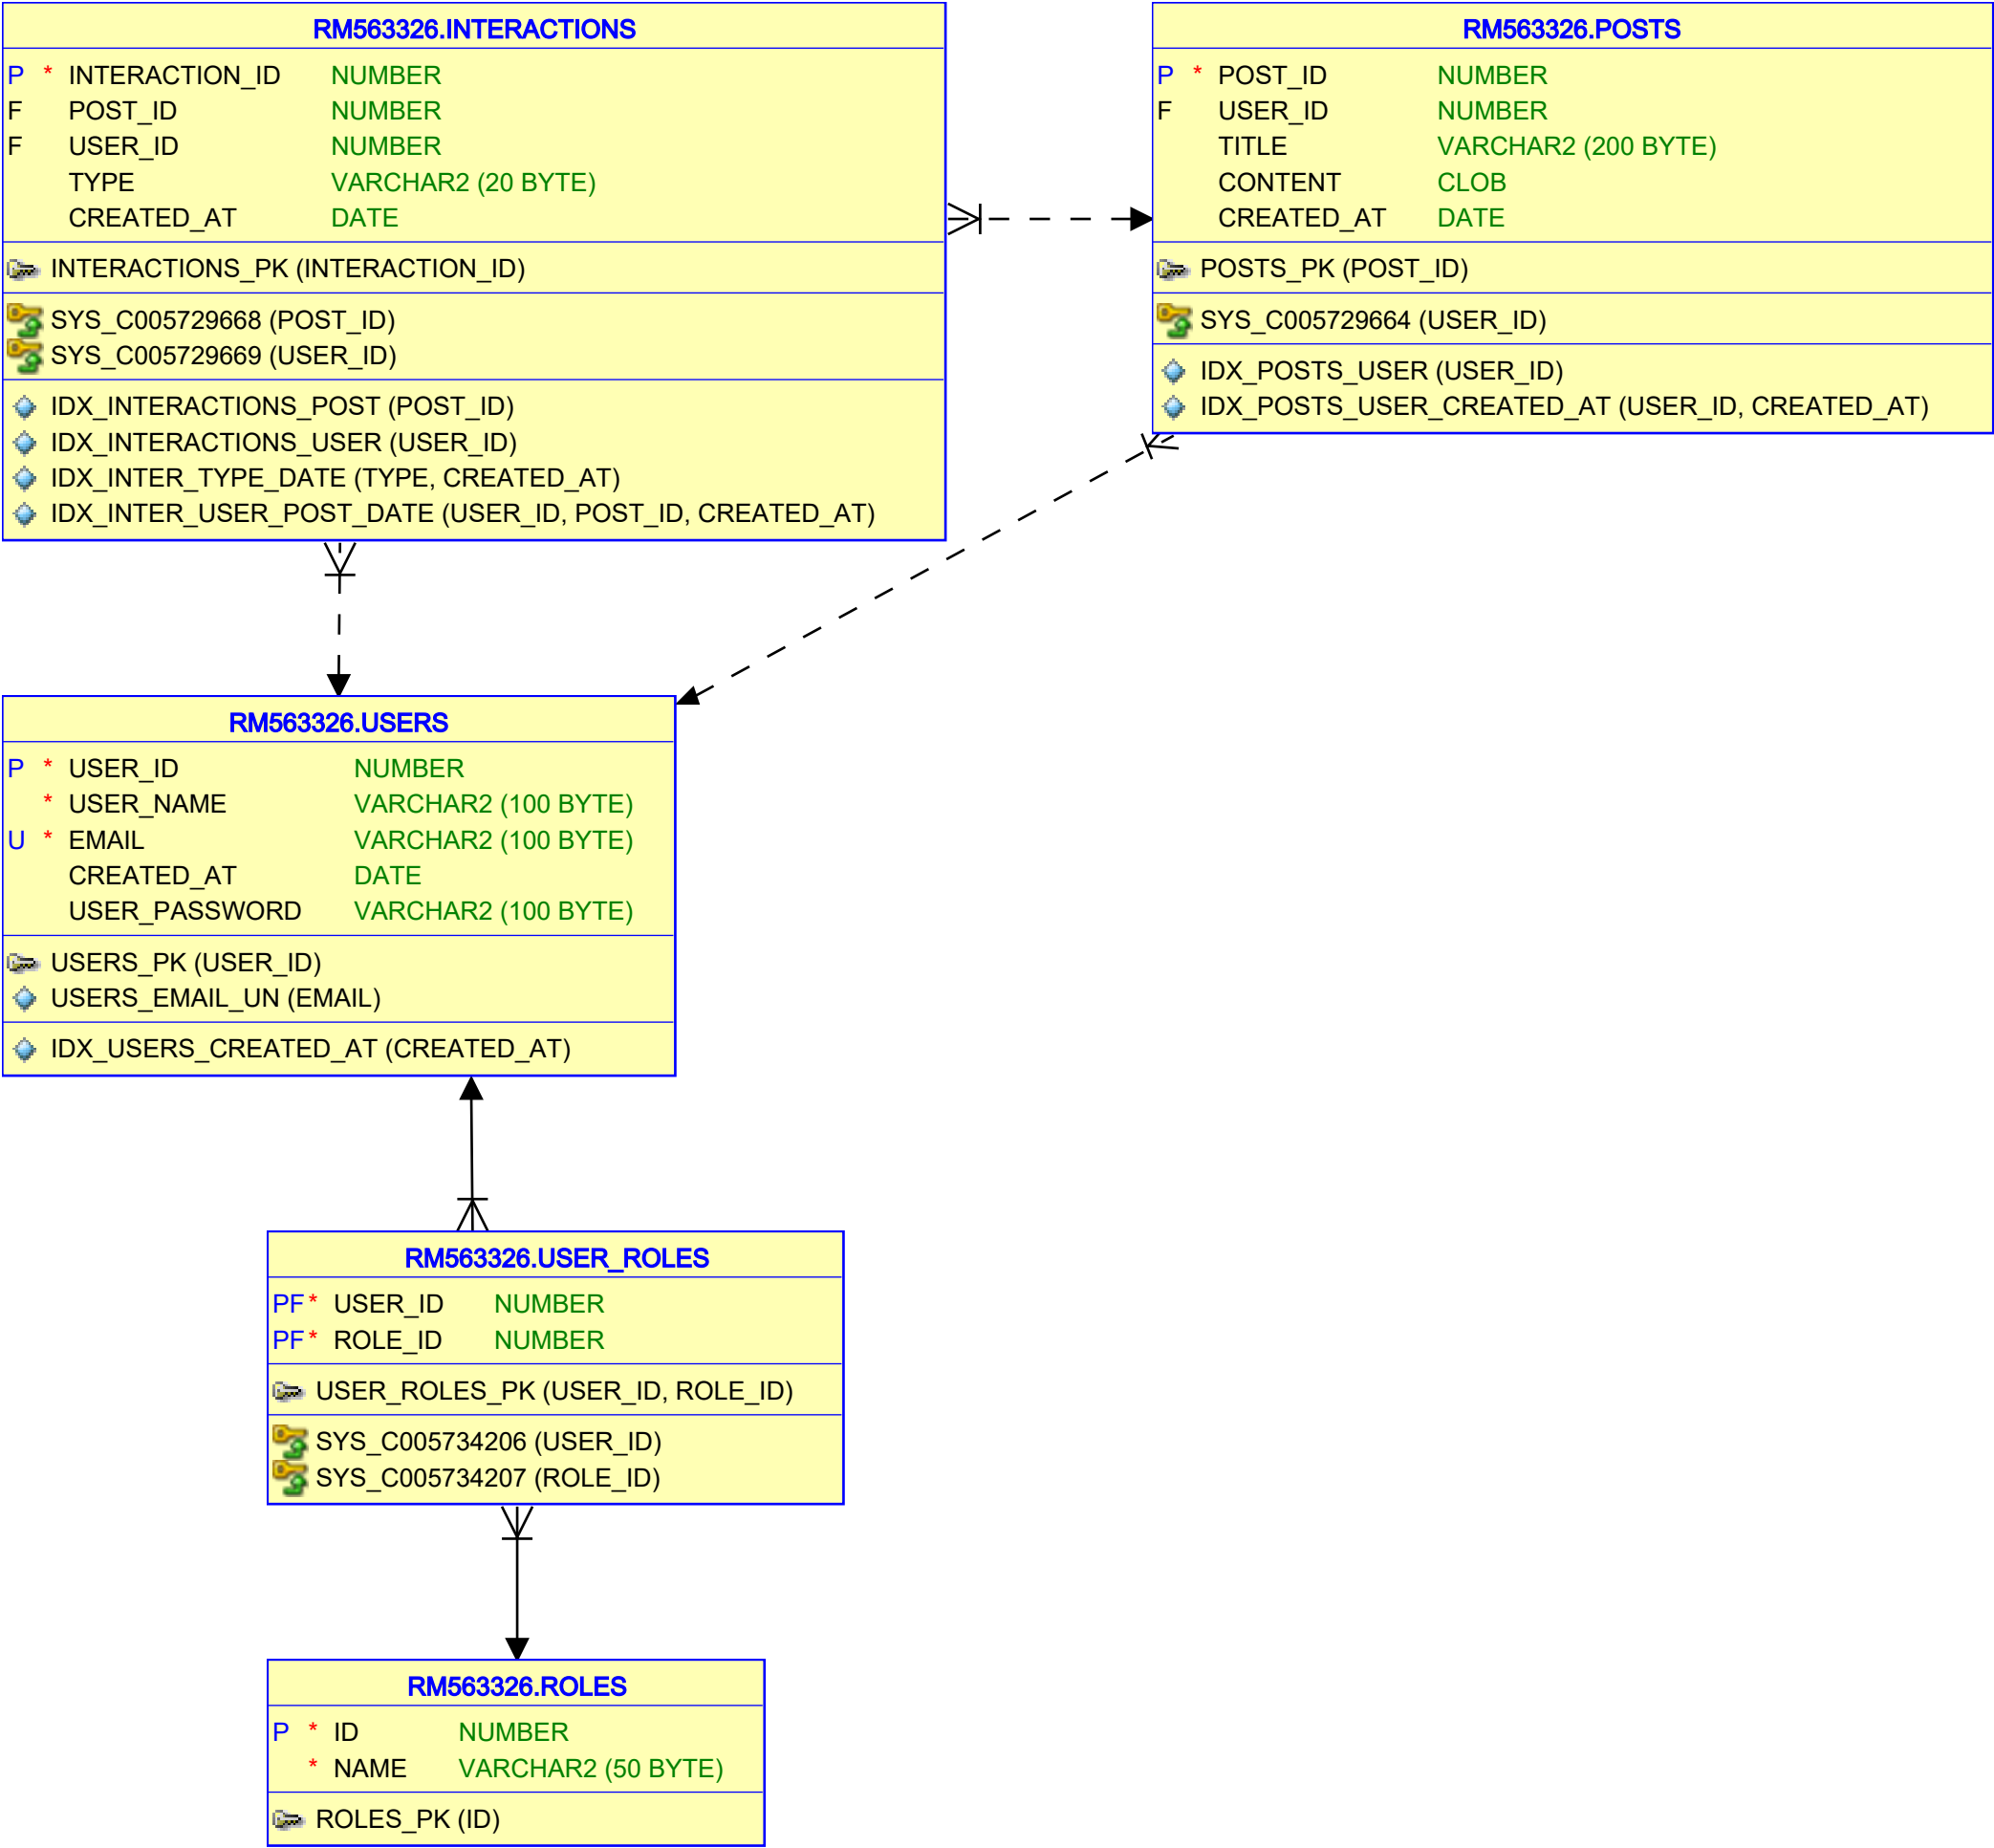 RM563326.INTERACTIONS
P * INTERACTION_ID NUMBER
F POST_ID NUMBER
F USER_ID NUMBER
TYPE VARCHAR2 (20 BYTE)
CREATED_AT DATE
INTERACTIONS_PK (INTERACTION_ID)
SYS_C005729668 (POST_ID)
SYS_C005729669 (USER_ID)
IDX_INTERACTIONS_POST (POST_ID)
IDX_INTERACTIONS_USER (USER_ID)
IDX_INTER_TYPE_DATE (TYPE, CREATED_AT)
IDX_INTER_USER_POST_DATE (USER_ID, POST_ID, CREATED_AT)
RM563326.POSTS
P * POST_ID NUMBER
F USER_ID NUMBER
TITLE VARCHAR2 (200 BYTE)
CONTENT CLOB
CREATED_AT DATE
POSTS_PK (POST_ID)
SYS_C005729664 (USER_ID)
IDX_POSTS_USER (USER_ID)
IDX_POSTS_USER_CREATED_AT (USER_ID, CREATED_AT)
RM563326.USERS
P * USER_ID NUMBER
* USER_NAME VARCHAR2 (100 BYTE)
U * EMAIL VARCHAR2 (100 BYTE)
CREATED_AT DATE
USER_PASSWORD VARCHAR2 (100 BYTE)
USERS_PK (USER_ID)
USERS_EMAIL_UN (EMAIL)
IDX_USERS_CREATED_AT (CREATED_AT)
RM563326.USER_ROLES
PF * USER_ID NUMBER
PF * ROLE_ID NUMBER
USER_ROLES_PK (USER_ID, ROLE_ID)
SYS_C005734206 (USER_ID)
SYS_C005734207 (ROLE_ID)
RM563326.ROLES
P * ID NUMBER
* NAME VARCHAR2 (50 BYTE)
ROLES_PK (ID)